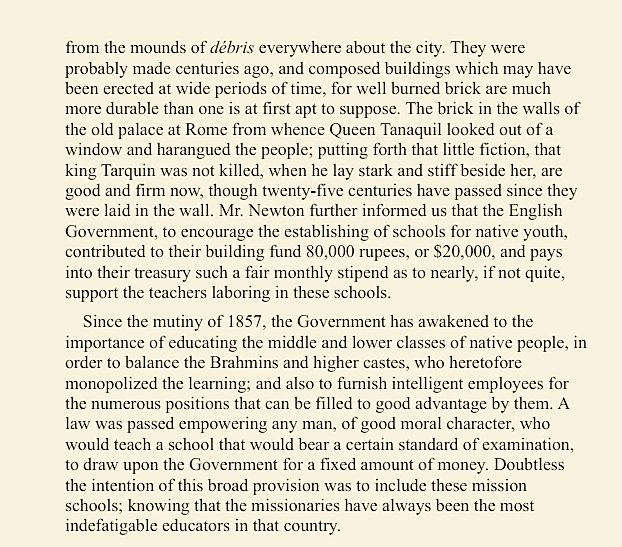 from the mounds of débris everywhere about the city. They were
probably made centuries ago, and composed buildings which may have
been erected at wide periods of time, for well burned brick are much
more durable than one is at first apt to suppose. The brick in the walls of
the old palace at Rome from whence Queen Tanaquil looked out of a
window and harangued the people; putting forth that little fiction, that
king Tarquin was not killed, when he lay stark and stiff beside her, are
good and firm now, though twenty-five centuries have passed since they
were laid in the wall. Mr. Newton further informed us that the English
Government, to encourage the establishing of schools for native youth,
contributed to their building fund 80,000 rupees, or $20,000, and pays
into their treasury such a fair monthly stipend as to nearly, if not quite,
support the teachers laboring in these schools.
Since the mutiny of 1857, the Government has awakened to the
importance of educating the middle and lower classes of native people, in
order to balance the Brahmins and higher castes, who heretofore
monopolized the learning; and also to furnish intelligent employees for
the numerous positions that can be filled to good advantage by them. A
law was passed empowering any man, of good moral character, who
would teach a school that would bear a certain standard of examination,
to draw upon the Government for a fixed amount of money. Doubtless
the intention of this broad provision was to include these mission
schools; knowing that the missionaries have always been the most
indefatigable educators in that country.